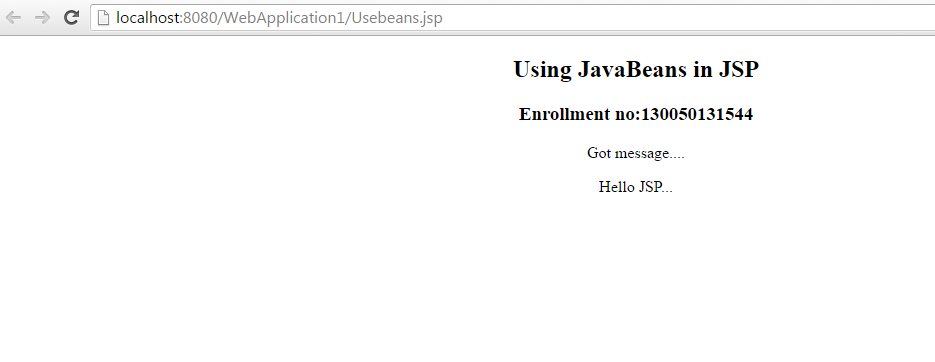 localhost:8080/WebApplication1/Usebeans.jsp
Using JavaBeans in JSP
Enrollment no:130050131544
Got message....
Hello JSP...